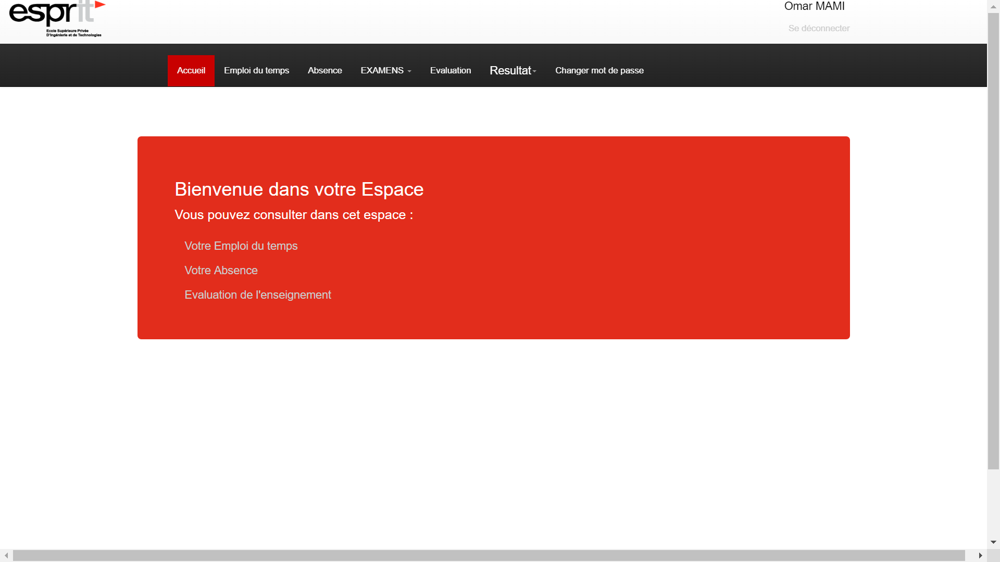 esprit
Ecole Supérieure Privée
D'Ingénierie et de Technologies
Omar MAMI
Se déconnecter
Accueil Emploi du temps Absence EXAMENS Evaluation Resultat Changer mot de passe
Bienvenue dans votre Espace
Vous pouvez consulter dans cet espace :
Votre Emploi du temps
Votre Absence
Evaluation de l'enseignement